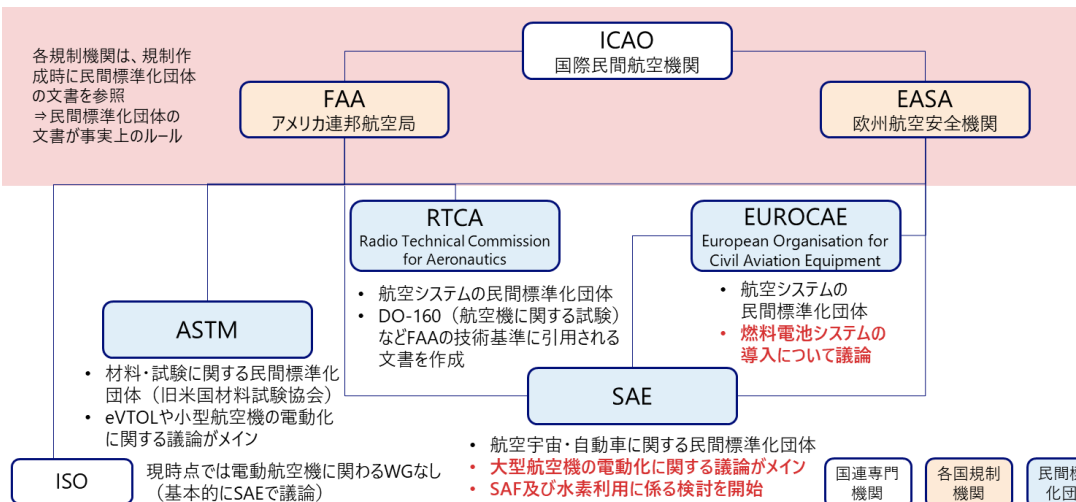 ICAO
国際民間航空機関
各規制機関は、規制作
成時に民間標準化団体
の文書を参照
⇒民間標準化団体の
文書が事実上のルール
FAA
アメリカ連邦航空局
EASA
欧州航空安全機関
RTCA
Radio Technical Commission
for Aeronautics
• 航空システムの民間標準化団体
• DO-160（航空機に関する試験）
などFAAの技術基準に引用される
文書を作成
EUROCAE
European Organisation for
Civil Aviation Equipment
• 航空システムの
民間標準化団体
• 燃料電池システムの
導入について議論
ASTM
• 材料・試験に関する民間標準化
団体（旧米国材料試験協会）
• eVTOLや小型航空機の電動化
に関する議論がメイン
SAE
• 航空宇宙・自動車に関する民間標準化団体
• 大型航空機の電動化に関する議論がメイン
• SAF及び水素利用に係る検討を開始
ISO
現時点では電動航空機に関わるWGなし
（基本的にSAEで議論）
国連専門
機関
各国規制
機関
民間標
化団